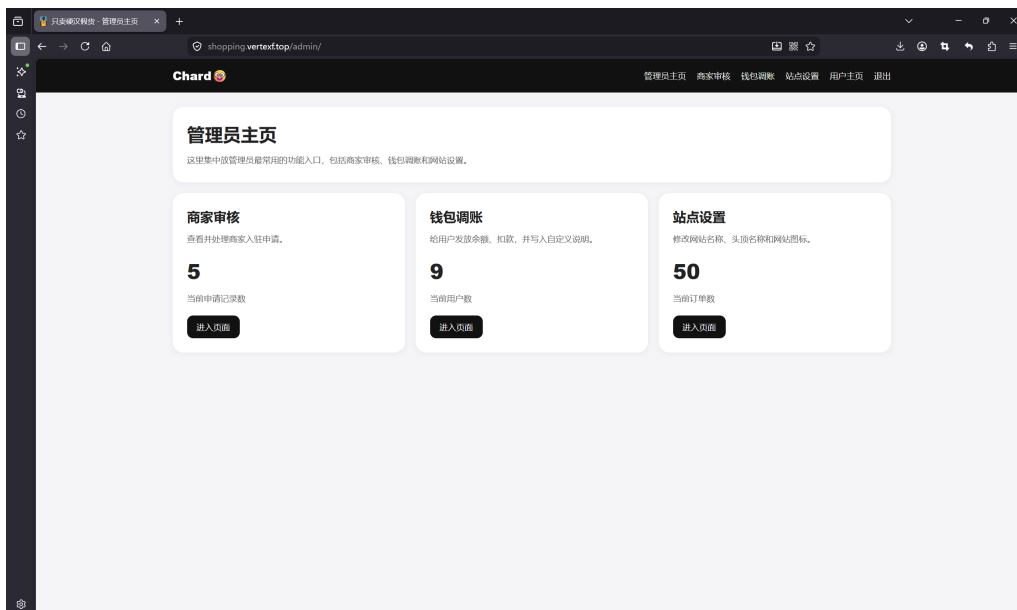 只卖硬汉假货 - 管理员主页
shopping.vertexf.top/admin/
Chard
管理员主页 商家审核 钱包调账 站点设置 用户主页 退出
管理员主页
这里集中放管理员最常用的功能入口，包括商家审核、钱包调账和网站设置。
商家审核
查看并处理商家入驻申请。
5
当前申请记录数
进入页面
钱包调账
给用户发放余额、扣款，并写入自定义说明。
9
当前用户数
进入页面
站点设置
修改网站名称、头顶名称和网站图标。
50
当前订单数
进入页面